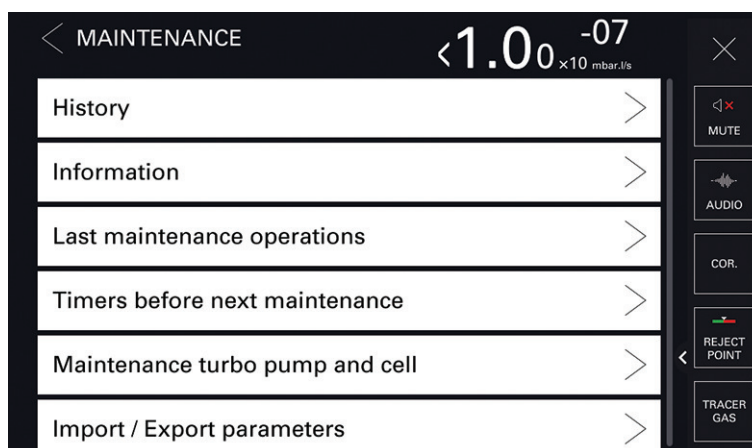 MAINTENANCE
<1.00 x10 -07 mbar.l/s
History
Information
Last maintenance operations
Timers before next maintenance
Maintenance turbo pump and cell
Import / Export parameters
MUTE
AUDIO
COR.
REJECT
POINT
TRACER
GAS